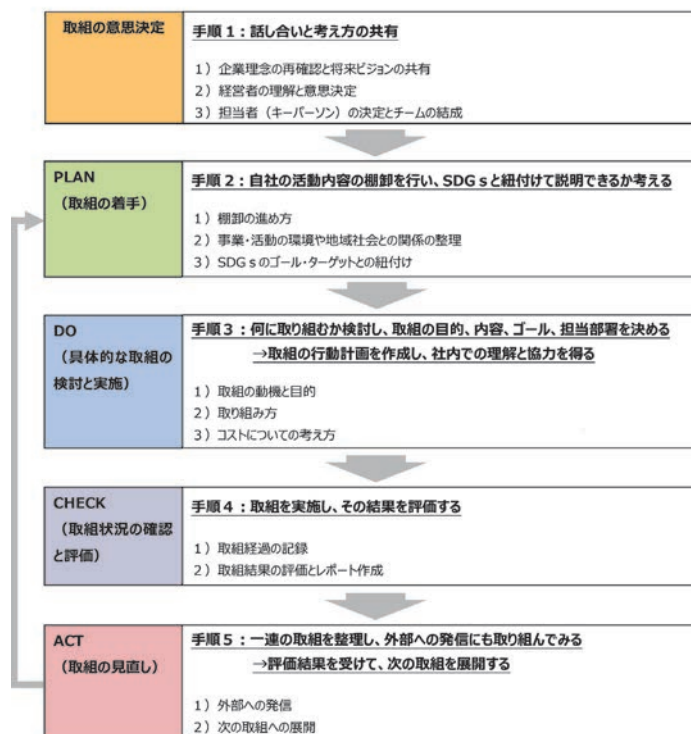 取組の意思決定
手順1：話し合いと考え方の共有
1）企業理念の再確認と将来ビジョンの共有
2）経営者の理解と意思決定
3）担当者（キーパーソン）の決定とチームの結成
PLAN
（取組の着手）
手順2：自社の活動内容の棚卸を行い、SDGｓと紐付けて説明できるか考える
1）棚卸の進め方
2）事業・活動の環境や地域社会との関係の整理
3）SDGｓのゴール・ターゲットとの紐付け
DO
（具体的な取組の
検討と実施）
手順3：何に取り組むか検討し、取組の目的、内容、ゴール、担当部署を決める
→取組の行動計画を作成し、社内での理解と協力を得る
1）取組の動機と目的
2）取り組み方
3）コストについての考え方
CHECK
（取組状況の確認
と評価）
手順4：取組を実施し、その結果を評価する
1）取組経過の記録
2）取組結果の評価とレポート作成
ACT
（取組の見直し）
手順5：一連の取組を整理し、外部への発信にも取り組んでみる
→評価結果を受けて、次の取組を展開する
1）外部への発信
2）次の取組への展開